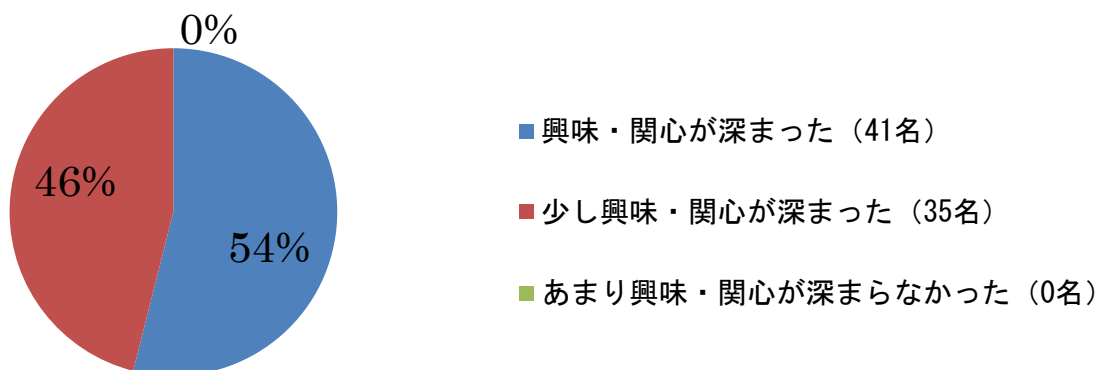 0%
46%
54%
興味・関心が深まった（41名）
少し興味・関心が深まった（35名）
あまり興味・関心が深まらなかった（0名）